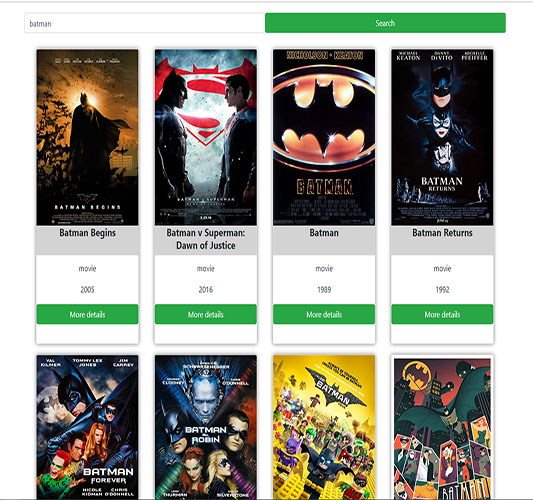 batman
Search
BATMAN BEGINS
BATMAN V SUPERMAN
NICHOLSON · KEATON
BATMAN
MICHAEL KEATON
DANNY DEVITO
MICHELLE PFEIFFER
BATMAN
RETURNS
Batman Begins
Batman v Superman:
Dawn of Justice
Batman
Batman Returns
movie
movie
movie
movie
2005
2016
1989
1992
More details
More details
More details
More details
VAL KILMER
TOMMY LEE JONES
JIM CARREY
BATMAN
FOREVER
NICOLE KIDMAN
CHRIS O'DONNELL
SCHWARZENEGGER
CLOONEY
O'DONNELL
BATMAN
ROBIN
THURMAN
SILVERSTONE
BATMAN
BATMAN